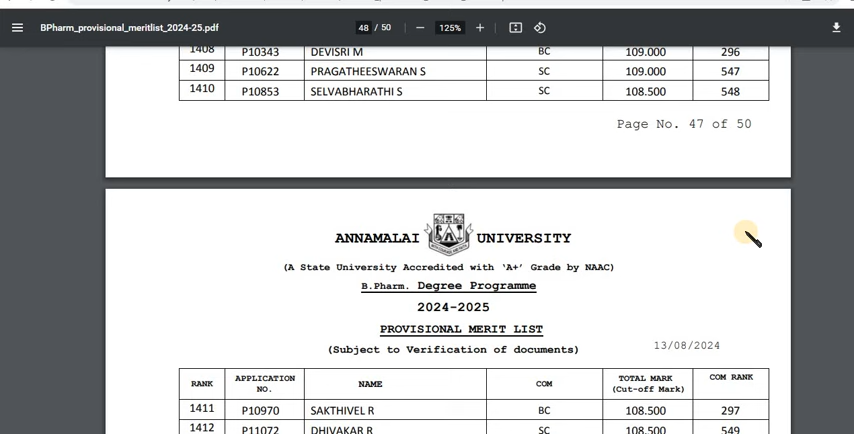 BPharm_provisional_meritlist_2024-25.pdf 48 / 50 125%
1408 P10343 DEVISRI M BC 109.000 296
1409 P10622 PRAGATHEESWARAN S SC 109.000 547
1410 P10853 SELVABHARATHI S SC 108.500 548
Page No. 47 of 50
ANNAMALAI UNIVERSITY
(A State University Accredited with ‘A+’ Grade by NAAC)
B.Pharm. Degree Programme
2024-2025
PROVISIONAL MERIT LIST
(Subject to Verification of documents) 13/08/2024
RANK APPLICATION NO. NAME COM TOTAL MARK (Cut-off Mark) COM RANK
1411 P10970 SAKTHIVEL R BC 108.500 297
1412 P11072 DHIVAKAR R SC 108.500 549